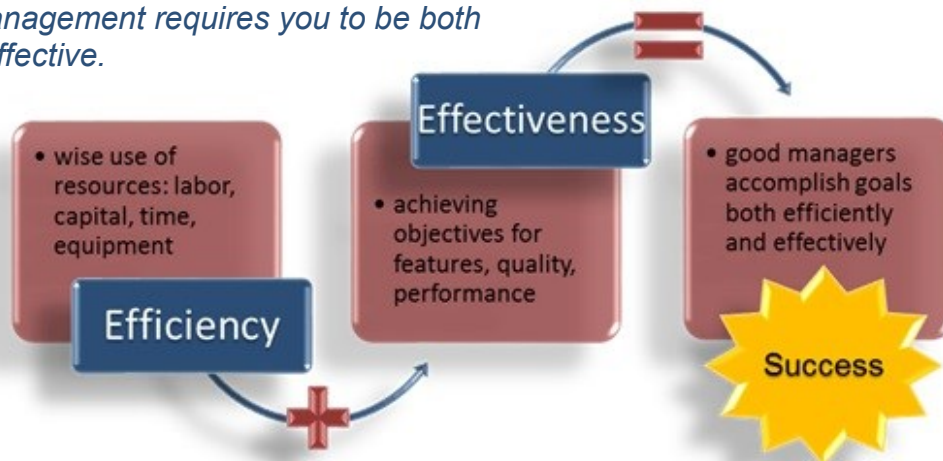 anagement requires you to be both
ffective.
• wise use of
resources: labor,
capital, time,
equipment
Efficiency
Effectiveness
• achieving
objectives for
features, quality,
performance
• good managers
accomplish goals
both efficiently
and effectively
Success